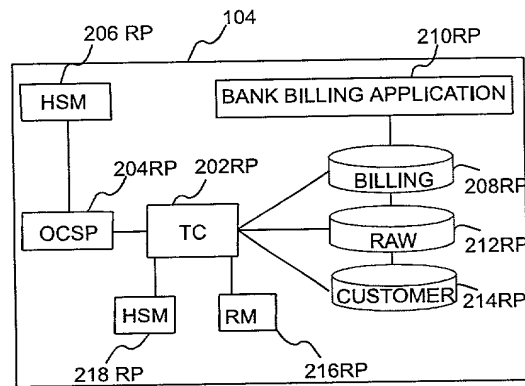 206 RP
104
210RP
HSM
BANK BILLING APPLICATION
204RP
202RP
BILLING
208RP
OCSP
TC
RAW
212RP
CUSTOMER
214RP
HSM
RM
218 RP
216RP